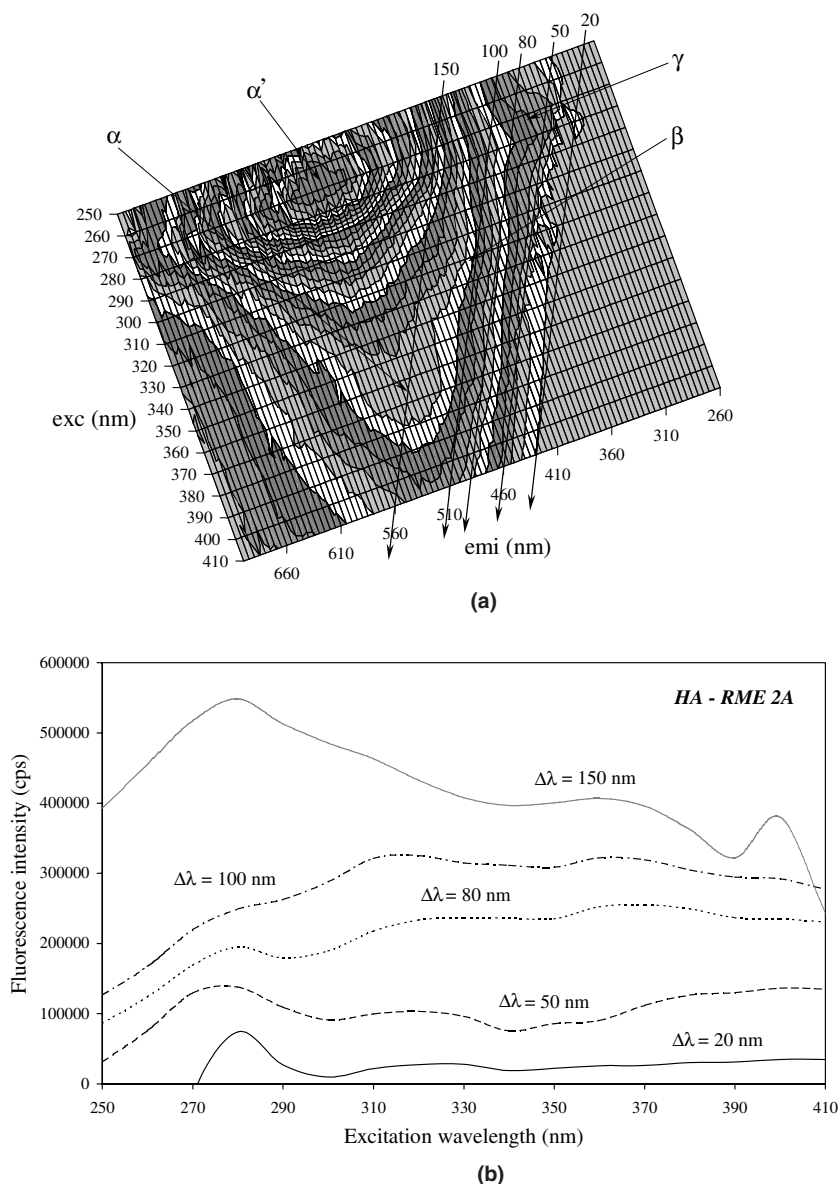 20
50
80
100
150
γ
α'
β
α
250
260
270
280
290
300
310
320
330
340
350
360
370
380
390
400
410
exc (nm)
260
310
360
410
460
510
560
610
660
emi (nm)
(a)
600000
500000
400000
300000
200000
100000
0
Fluorescence intensity (cps)
HA - RME 2A
Δλ = 150 nm
Δλ = 100 nm
Δλ = 80 nm
Δλ = 50 nm
Δλ = 20 nm
250 270 290 310 330 350 370 390 410
Excitation wavelength (nm)
(b)